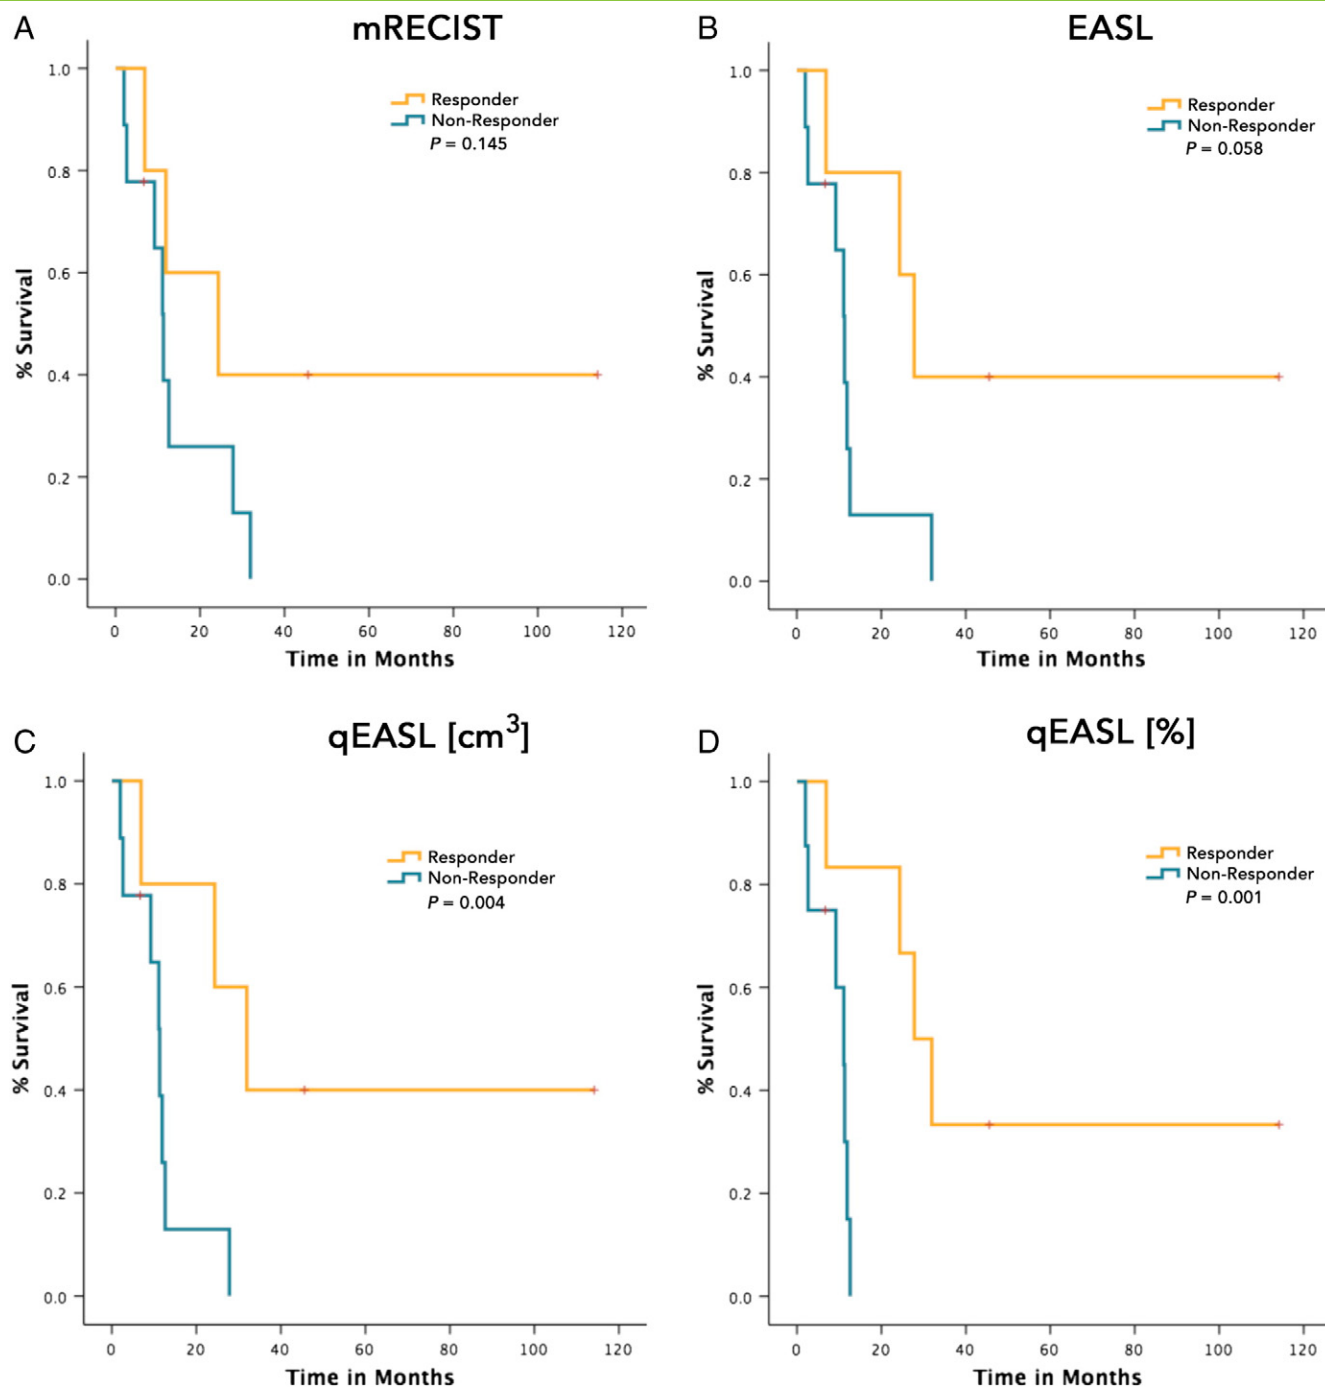 A
mRECIST
1.0
0.8
0.6
0.4
0.2
0.0
% Survival
Responder
Non-Responder
P = 0.145
0 20 40 60 80 100 120
Time in Months
B
EASL
1.0
0.8
0.6
0.4
0.2
0.0
% Survival
Responder
Non-Responder
P = 0.058
0 20 40 60 80 100 120
Time in Months
C
qEASL [cm³]
1.0
0.8
0.6
0.4
0.2
0.0
% Survival
Responder
Non-Responder
P = 0.004
0 20 40 60 80 100 120
Time in Months
D
qEASL [%]
1.0
0.8
0.6
0.4
0.2
0.0
% Survival
Responder
Non-Responder
P = 0.001
0 20 40 60 80 100 120
Time in Months